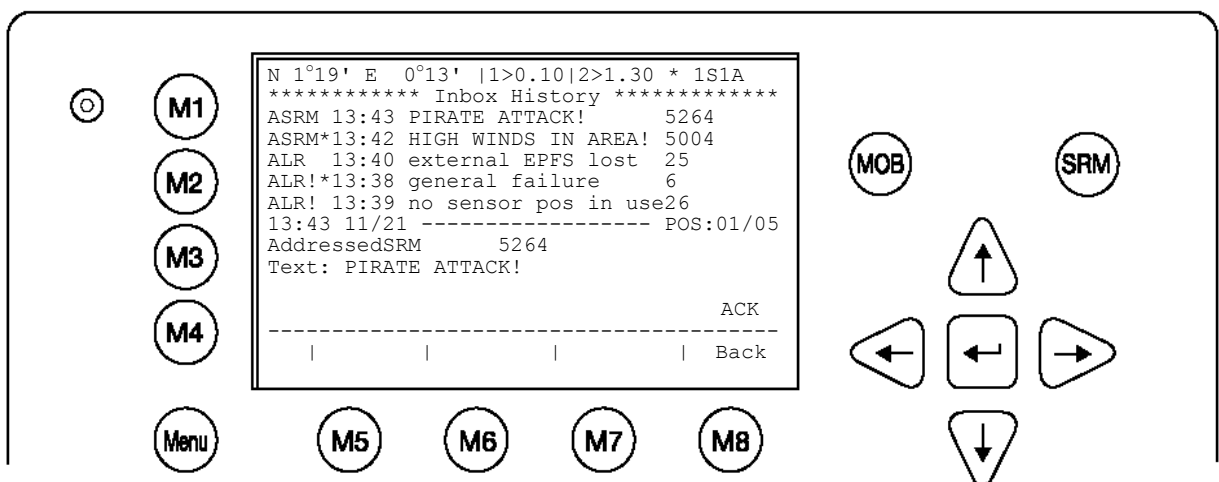 N 1°19' E  0°13' |1>0.10|2>1.30 * 1S1A
************ Inbox History *************
ASRM 13:43 PIRATE ATTACK!      5264
ASRM*13:42 HIGH WINDS IN AREA! 5004
ALR  13:40 external EPFS lost  25
ALR!*13:38 general failure     6
ALR! 13:39 no sensor pos in use26
13:43 11/21 ------------------ POS:01/05
AddressedSRM      5264
Text: PIRATE ATTACK!
ACK
----------------------------------------
|        |         |         |  Back
M1
M2
M3
M4
Menu
M5
M6
M7
M8
MOB
SRM